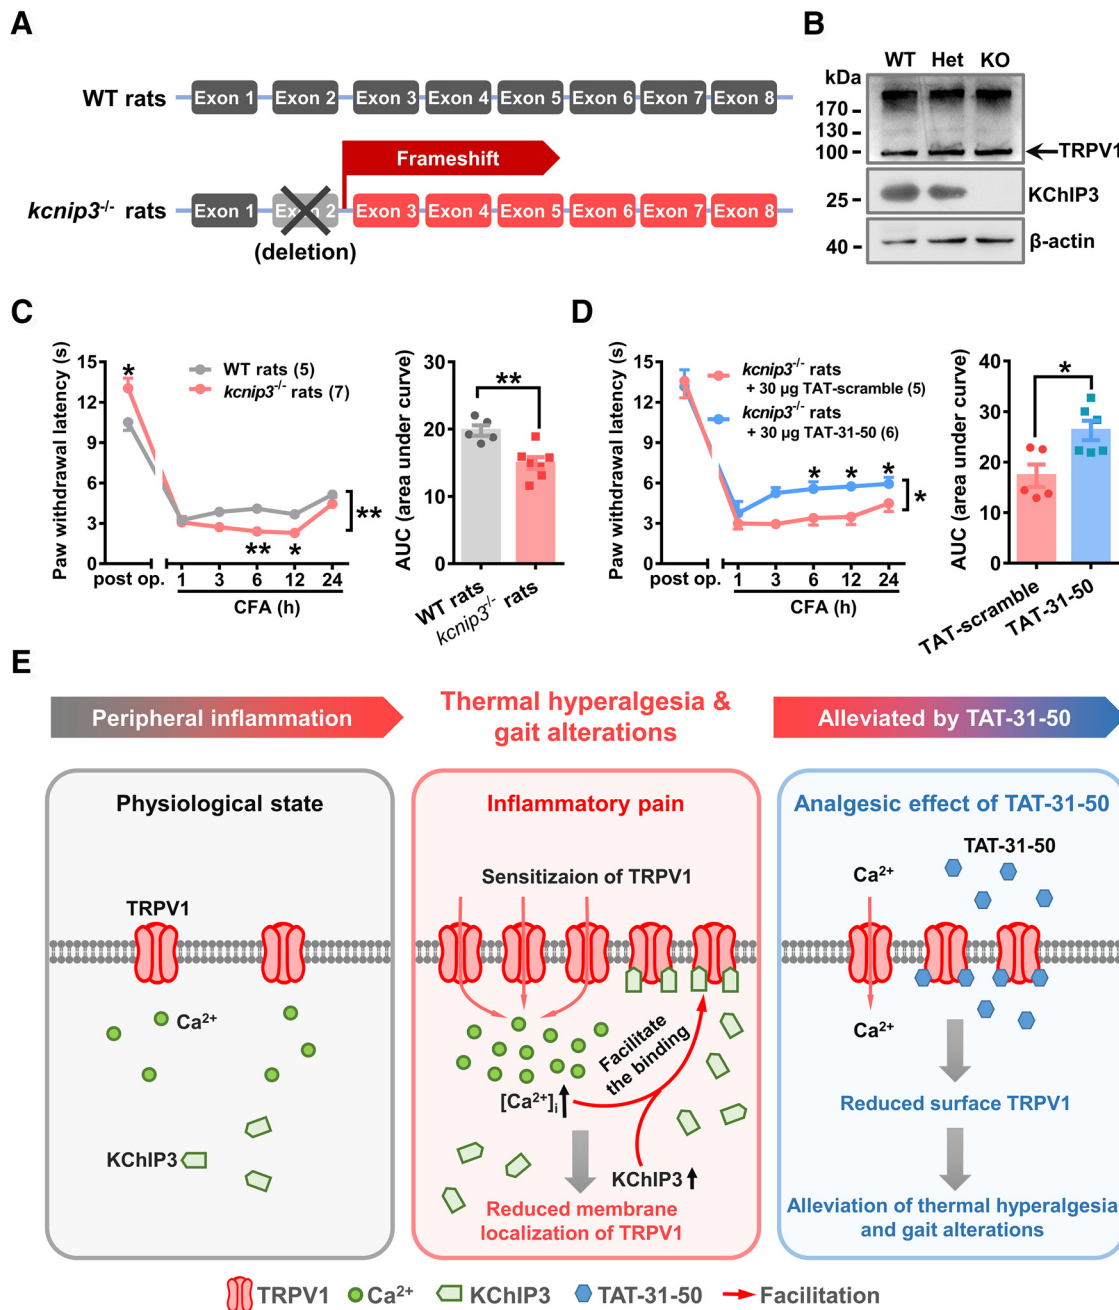 A
WT rats
Exon 1 Exon 2 Exon 3 Exon 4 Exon 5 Exon 6 Exon 7 Exon 8
Frameshift
kcnip3-/- rats
Exon 1 Exon 2 Exon 3 Exon 4 Exon 5 Exon 6 Exon 7 Exon 8
(deletion)
B
WT Het KO
kDa
170
130
100
TRPV1
25
KChIP3
40
β-actin
C
Paw withdrawal latency (s)
15
12
9
6
3
0
*
WT rats (5)
kcnip3-/- rats (7)
**
** *
post op. 1 3 6 12 24
CFA (h)
AUC (area under curve)
30
20
10
0
**
WT rats
kcnip3-/- rats
D
Paw withdrawal latency (s)
15
12
9
6
3
0
kcnip3-/- rats
+ 30 μg TAT-scramble (5)
kcnip3-/- rats
+ 30 μg TAT-31-50 (6)
* * *
*
post op. 1 3 6 12 24
CFA (h)
AUC (area under curve)
40
30
20
10
0
*
TAT-scramble
TAT-31-50
E
Peripheral inflammation
Thermal hyperalgesia &
gait alterations
Alleviated by TAT-31-50
Physiological state
TRPV1
Ca2+
KChIP3
Inflammatory pain
Sensitizaion of TRPV1
Facilitate
the binding
[Ca2+]i
KChIP3
Reduced membrane
localization of TRPV1
Analgesic effect of TAT-31-50
TAT-31-50
Ca2+
Ca2+
Reduced surface TRPV1
Alleviation of thermal hyperalgesia
and gait alterations
TRPV1 Ca2+ KChIP3 TAT-31-50 Facilitation